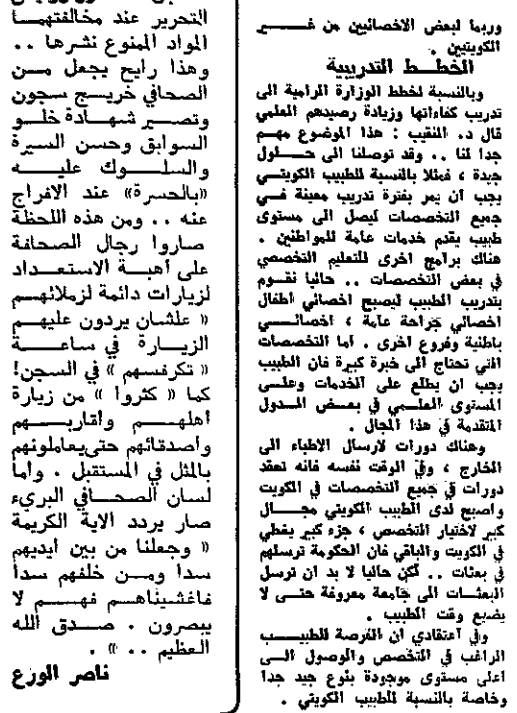 وربما لبعض الاخصائيين من غير
الكويتيين .
الخطط التدريبية
وبالنسبة لخطط الوزارة الرامية الى
تدريب كفاءاتها وزيادة رصيدهم العلمي
قال د. النقيب : هذا الموضوع مهم
جدا لنا .. وقد توصلنا الى حلول
جيدة ، فمثلا بالنسبة للطبيب الكويتي
يجب ان يمر بفترة تدريب معينة في
جميع التخصصات ليصل الى مستوى
طبيب يقدم خدمات عامة للمواطنين .
هناك برامج اخرى للتعليم التخصصي
في بعض التخصصات .. حاليا نقوم
بتدريب الطبيب ليصبح اخصائي أطفال
اخصائي جراحة عامة ، اخصائي
باطنية وفروع اخرى . أما التخصصات
التي تحتاج الى خبرة كبيرة فان الطبيب
يجب ان يطلع على الخدمات وعلى
المستوى العلمي في بعض الدول
المتقدمة في هذا المجال .
وهناك دورات لارسال الاطباء الى
الخارج ، وفي الوقت نفسه فانه تعقد
دورات في جميع التخصصات في الكويت
واصبح لدى الطبيب الكويتي مجال
كبير لاختيار التخصص ، جزء كبير يغطي
في الكويت والباقي فان الحكومة ترسلهم
في بعثات .. لكن حاليا لا بد ان ترسل
البعثات الى جامعة معروفة حتى لا
يضيع وقت الطبيب .
وفي اعتقادي ان الفرصة للطبيب
الراغب في التخصص والوصول الى
اعلى مستوى موجودة بنوع جيد جدا
وخاصة بالنسبة للطبيب الكويتي .
التحرير عند مخالفتهما
المواد الممنوع نشرها ..
وهذا رايح يجعل من
الصحافي خريج سجون
وتصير شهادة خلو
السوابق وحسن السيرة
والسلوك عليه
«بالحسرة» عند الافراج
عنه .. ومن هذه اللحظة
صاروا رجال الصحافة
على أهبة الاستعداد
لزيارات دائمة لزملائهم
« علشان يردون عليهم
الزيارة في ساعة
« تكرفسهم » في السجن!
كما « كثروا » من زيارة
أهلهم وأقاربهم
واصدقائهم حتى يعاملونهم
بالمثل في المستقبل . واما
لسان الصحافي البريء
صار يردد الاية الكريمة
« وجعلنا من بين ايديهم
سدا ومن خلفهم سدا
فاغشيناهم فهم لا
يبصرون . صدق الله
العظيم .. » .
ناصر الوزع